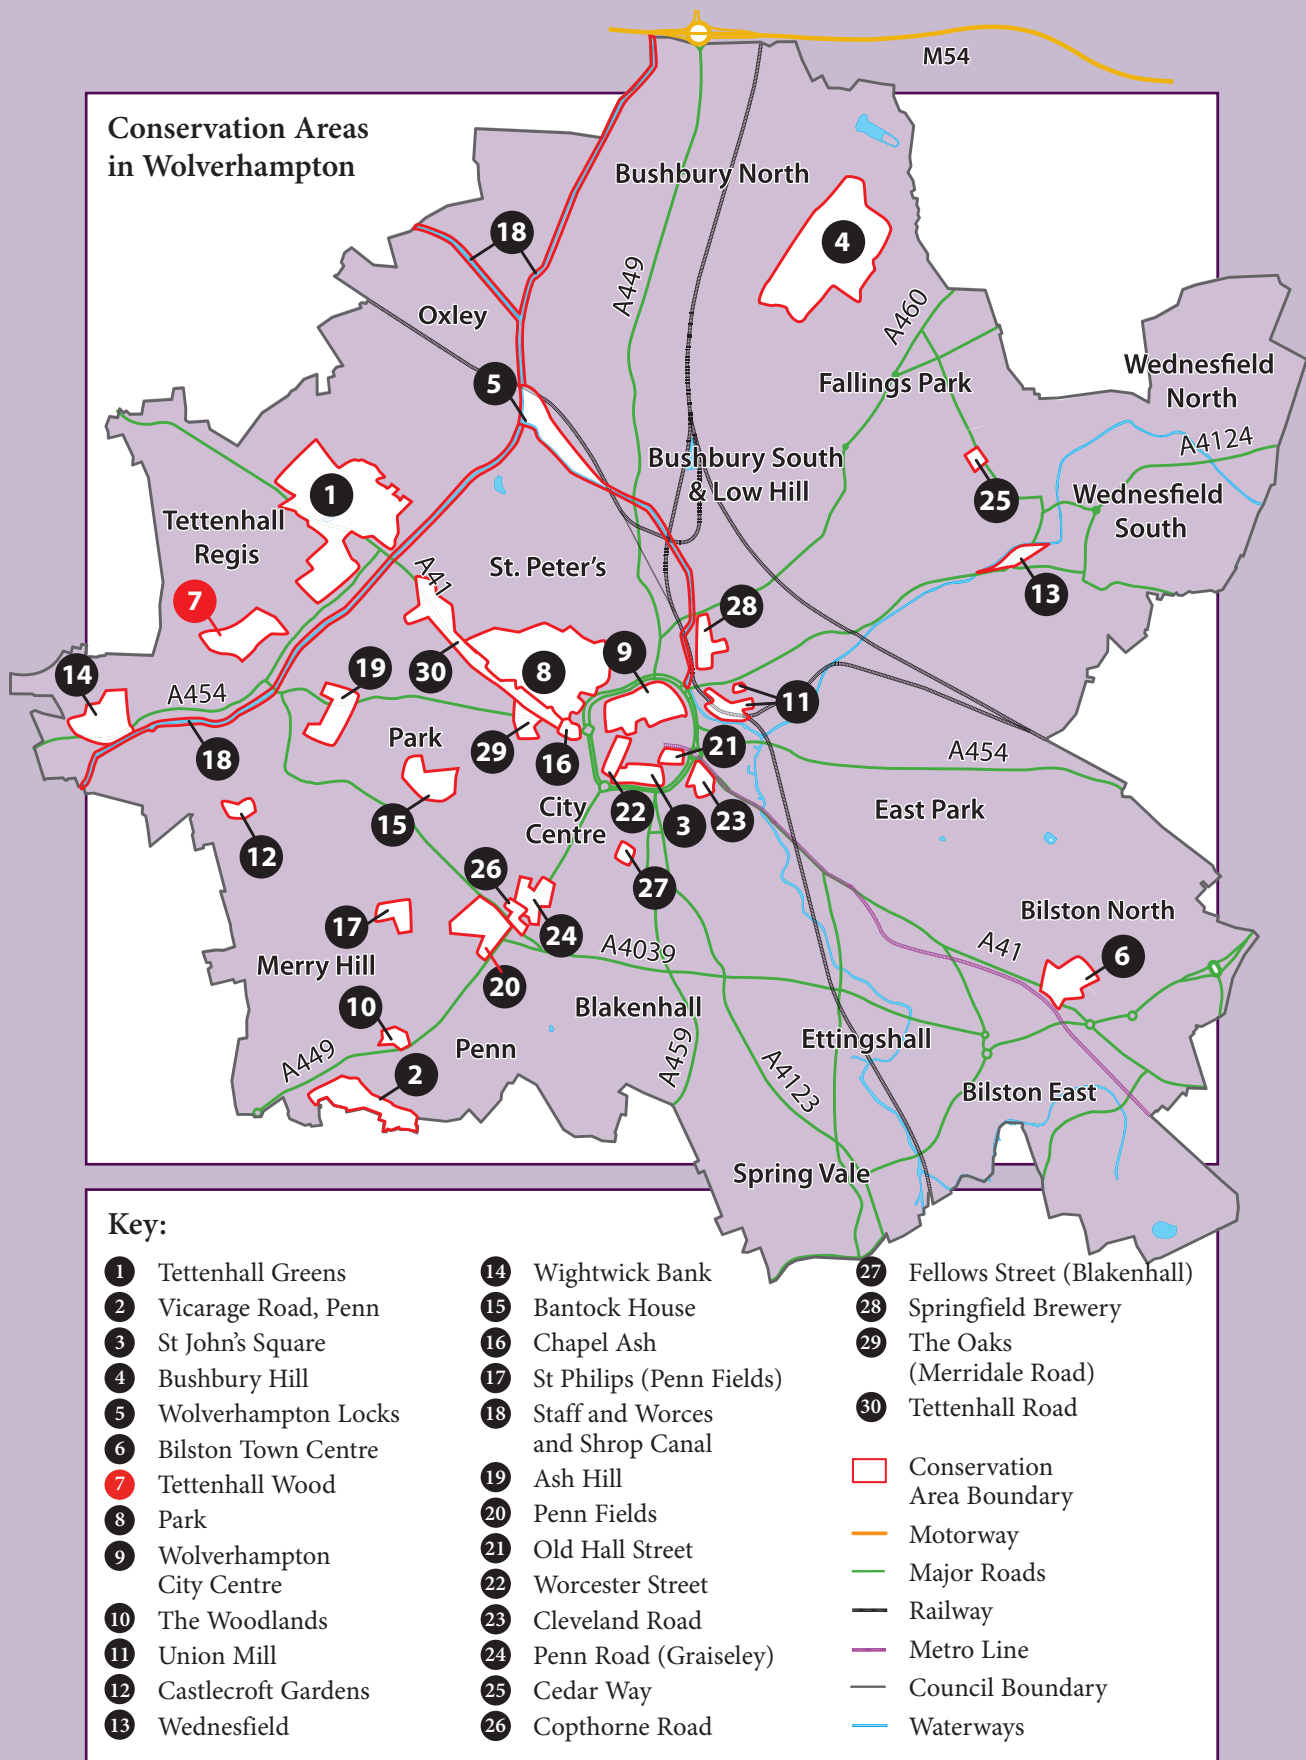 M54
Conservation Areas
in Wolverhampton
Bushbury North
18
4
A449
A460
Oxley
5
Fallings Park
Wednesfield
North
A4124
Bushbury South
& Low Hill
1
25
Wednesfield
South
Tettenhall
Regis
A41
St. Peter's
7
28
13
14
19
30
8
9
11
A454
18
Park
29
16
21
A454
15
City
Centre
22
3
23
East Park
12
26
27
17
24
Bilston North
A4039
A41
6
Merry Hill
20
10
Blakenhall
Ettingshall
A449
Penn
2
A459
A4123
Bilston East
Spring Vale
Key:
1 Tettenhall Greens
2 Vicarage Road, Penn
3 St John's Square
4 Bushbury Hill
5 Wolverhampton Locks
6 Bilston Town Centre
7 Tettenhall Wood
8 Park
9 Wolverhampton
City Centre
10 The Woodlands
11 Union Mill
12 Castlecroft Gardens
13 Wednesfield
14 Wightwick Bank
15 Bantock House
16 Chapel Ash
17 St Philips (Penn Fields)
18 Staff and Worces
and Shrop Canal
19 Ash Hill
20 Penn Fields
21 Old Hall Street
22 Worcester Street
23 Cleveland Road
24 Penn Road (Graiseley)
25 Cedar Way
26 Copthorne Road
27 Fellows Street (Blakenhall)
28 Springfield Brewery
29 The Oaks
(Merridale Road)
30 Tettenhall Road
Conservation
Area Boundary
Motorway
Major Roads
Railway
Metro Line
Council Boundary
Waterways